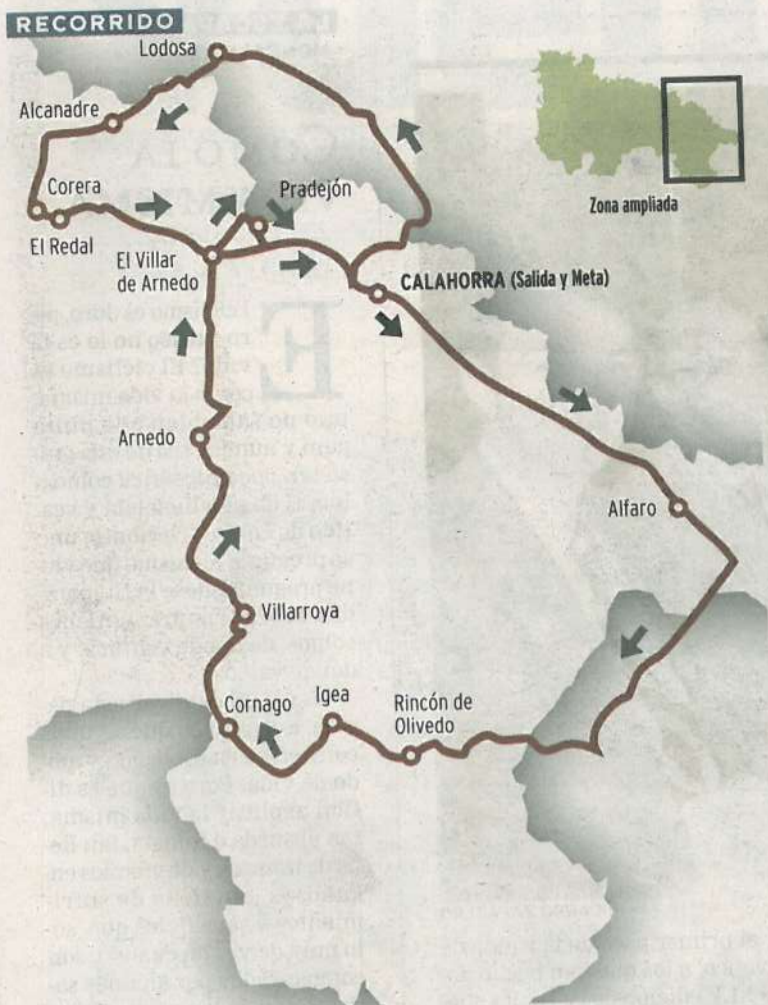 RECORRIDO
Lodosa
Alcanadre
Corera
El Redal
Pradejón
El Villar
de Arnedo
Zona ampliada
CALAHORRA (Salida y Meta)
Arnedo
Alfaro
Villarroya
Cornago
Igea
Rincón de
Olivedo